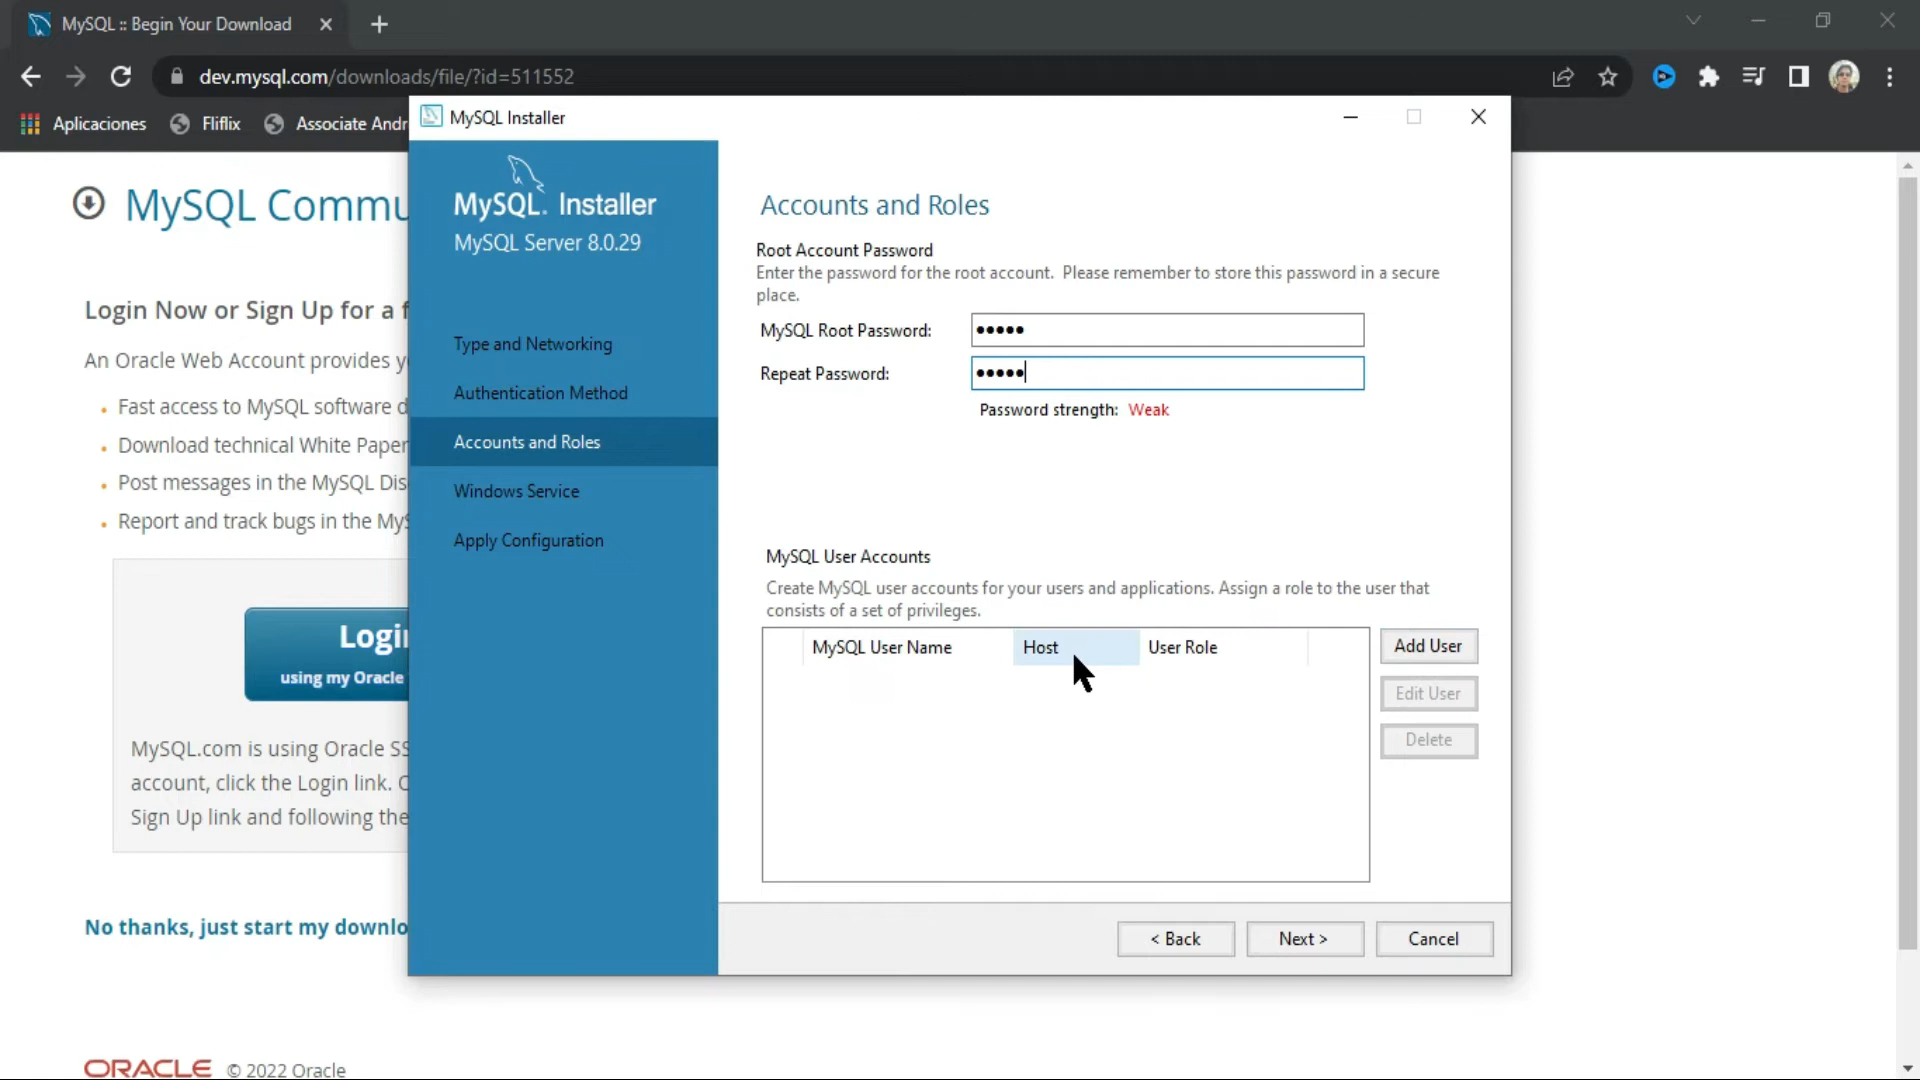 MySQL :: Begin Your Download
dev.mysql.com/downloads/file/?id=511552
Aplicaciones
Fliflix
Associate Andr
MySQL Commu
Login Now or Sign Up for a f
An Oracle Web Account provides y
Fast access to MySQL software d
Download technical White Paper
Post messages in the MySQL Dis
Report and track bugs in the My
Logi
using my Oracle
MySQL.com is using Oracle SS
account, click the Login link. O
Sign Up link and following the
No thanks, just start my downlo
ORACLE © 2022 Oracle
MySQL Installer
MySQL. Installer
MySQL Server 8.0.29
Type and Networking
Authentication Method
Accounts and Roles
Windows Service
Apply Configuration
Accounts and Roles
Root Account Password
Enter the password for the root account. Please remember to store this password in a secure
place.
MySQL Root Password: •••••
Repeat Password: •••••
Password strength: Weak
MySQL User Accounts
Create MySQL user accounts for your users and applications. Assign a role to the user that
consists of a set of privileges.
MySQL User Name Host User Role
Add User
Edit User
Delete
< Back Next > Cancel